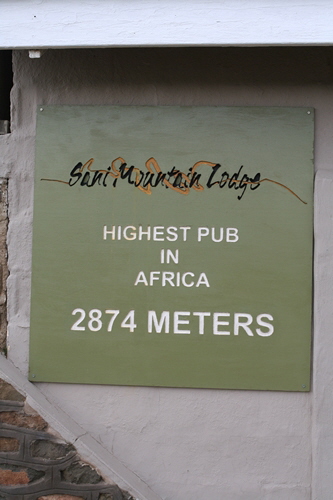 Sani Mountain Lodge
HIGHEST PUB
IN
AFRICA
2874 METERS